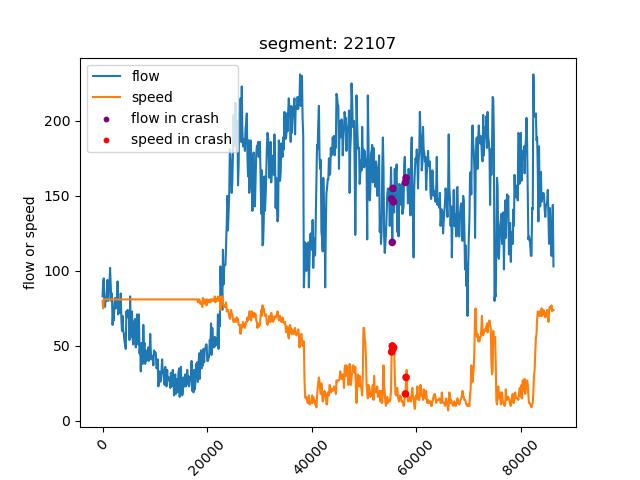 segment: 22107
flow
speed
flow in crash
speed in crash
flow or speed
200
150
100
50
0
0
20000
40000
60000
80000